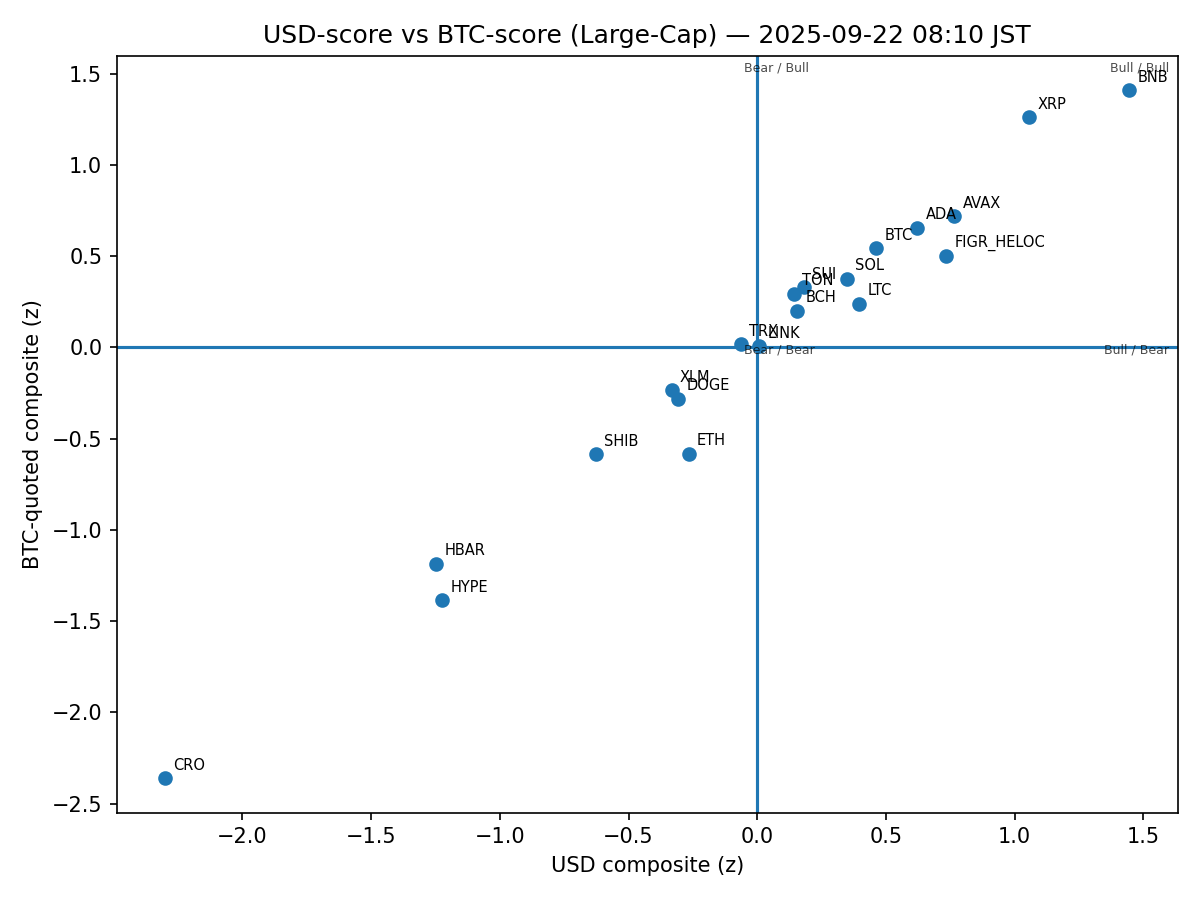 USD-score vs BTC-score (Large-Cap) — 2025-09-22 08:10 JST
Bear / Bull
Bull / Bull
BNB
XRP
AVAX
ADA
BTC
FIGR_HELOC
SOL
SUI
TON
LTC
BCH
TRX
LINK
Bear / Bear
Bull / Bear
XLM
DOGE
SHIB
ETH
HBAR
HYPE
CRO
1.5
1.0
0.5
0.0
−0.5
−1.0
−1.5
−2.0
−2.5
−2.0
−1.5
−1.0
−0.5
0.0
0.5
1.0
1.5
BTC-quoted composite (z)
USD composite (z)